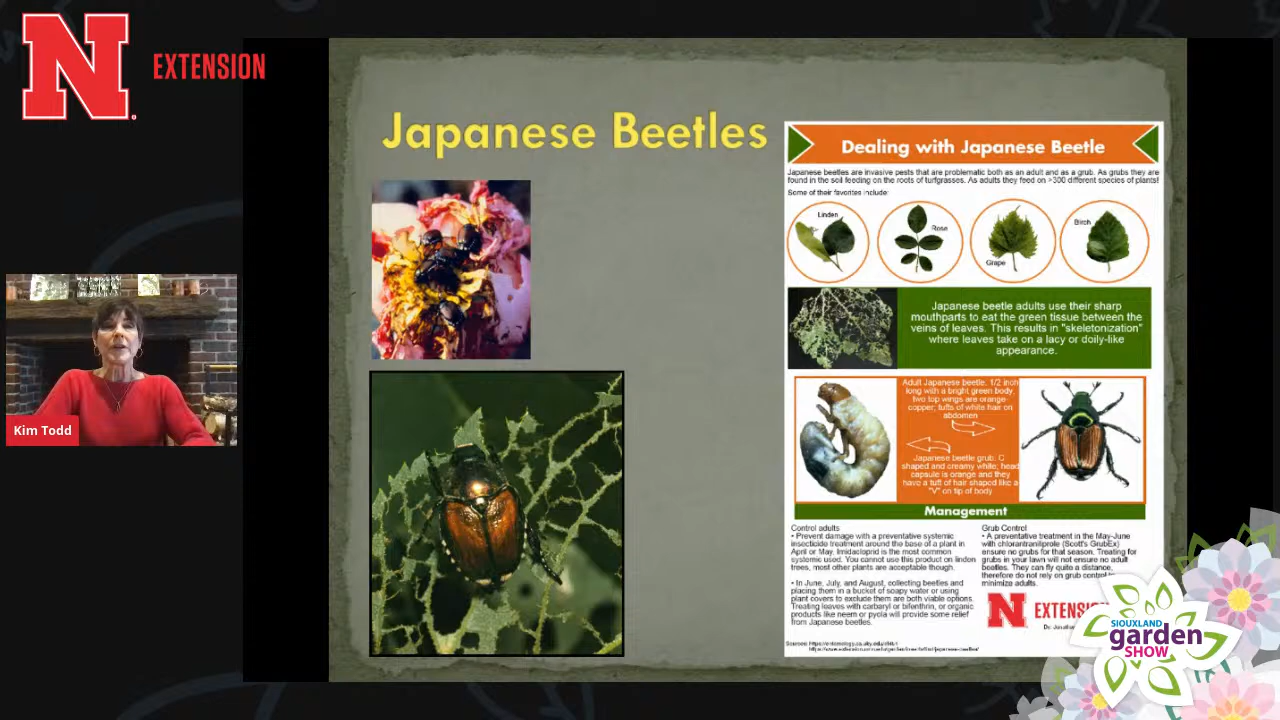 N
EXTENSION
Japanese Beetles
Kim Todd
Dealing with Japanese Beetle
Japanese beetles are invasive pests that are problematic both as an adult and as a grub. As grubs they are
found in the soil feeding on the roots of turfgrasses. As adults they feed on >300 different species of plants!
Some of their favorites include:
Linden
Rose
Grape
Birch
Japanese beetle adults use their sharp
mouthparts to eat the green tissue between the
veins of leaves. This results in "skeletonization"
where leaves take on a lacy or doily-like
appearance.
Adult Japanese beetle: 1/2 inch
long with a bright green body,
two top wings are orange-
copper; tufts of white hair on
abdomen
Japanese beetle grub: C
shaped and creamy white; head
capsule is orange and they
have a tuft of hair shaped like a
"V" on tip of body
Management
Control adults
• Prevent damage with a preventative systemic
insecticide treatment around the base of a plant in
April or May. Imidacloprid is the most common
systemic used. You cannot use this product on linden
trees, most other plants are acceptable though.
• In June, July, and August, collecting beetles and
placing them in a bucket of soapy water or using
plant covers to exclude them are both viable options.
Treating leaves with carbaryl or bifenthrin, or organic
products like neem or pyola will provide some relief
from Japanese beetles.
Grub Control
• A preventative treatment in the May-June
with chlorantraniliprole (Scott's GrubEx)
ensure no grubs for that season. Treating for
grubs in your lawn will not ensure no adult
beetles. They can fly quite a distance,
therefore do not rely on grub control to
minimize adults.
N EXTENSION
Sources:
SIOUXLAND
garden
SHOW